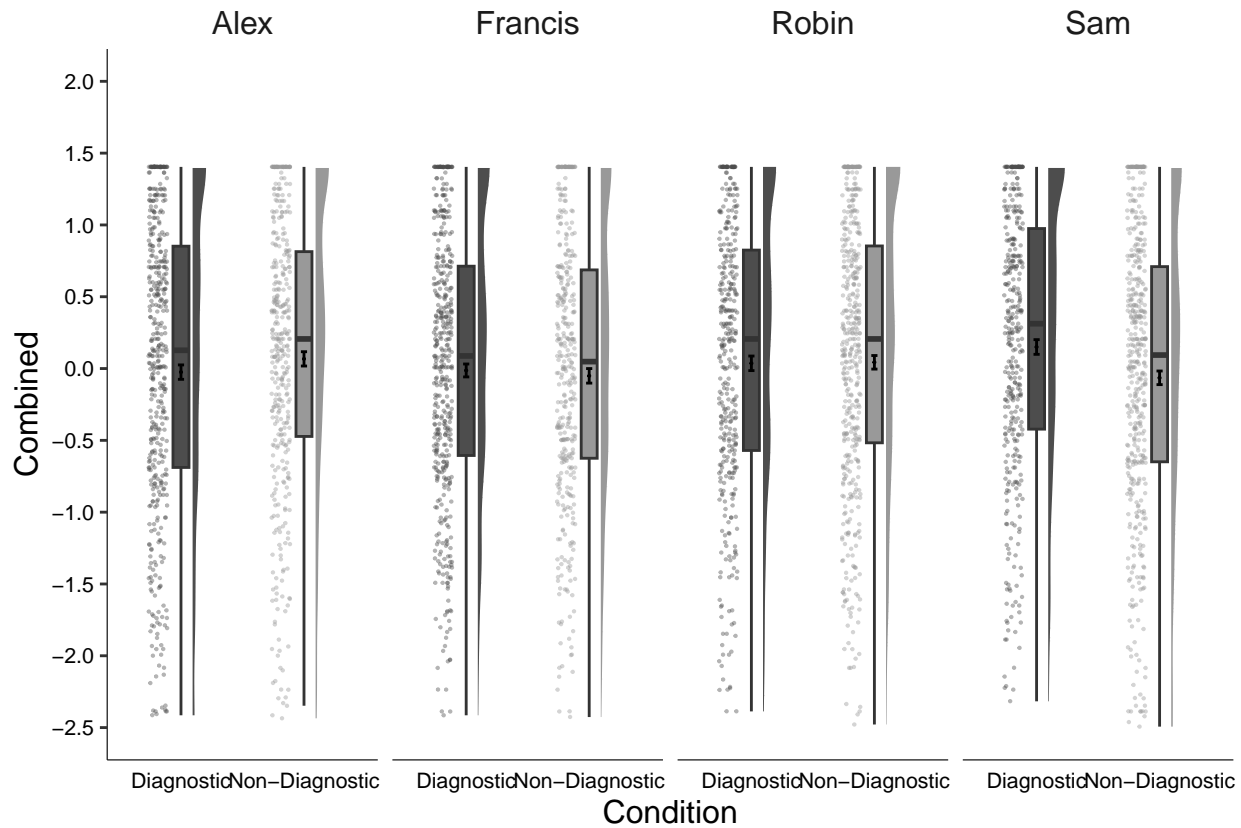 Alex Francis Robin Sam
Combined
2.0
1.5
1.0
0.5
0.0
−0.5
−1.0
−1.5
−2.0
−2.5
Diagnostic Non−Diagnostic Diagnostic Non−Diagnostic Diagnostic Non−Diagnostic Diagnostic Non−Diagnostic
Condition